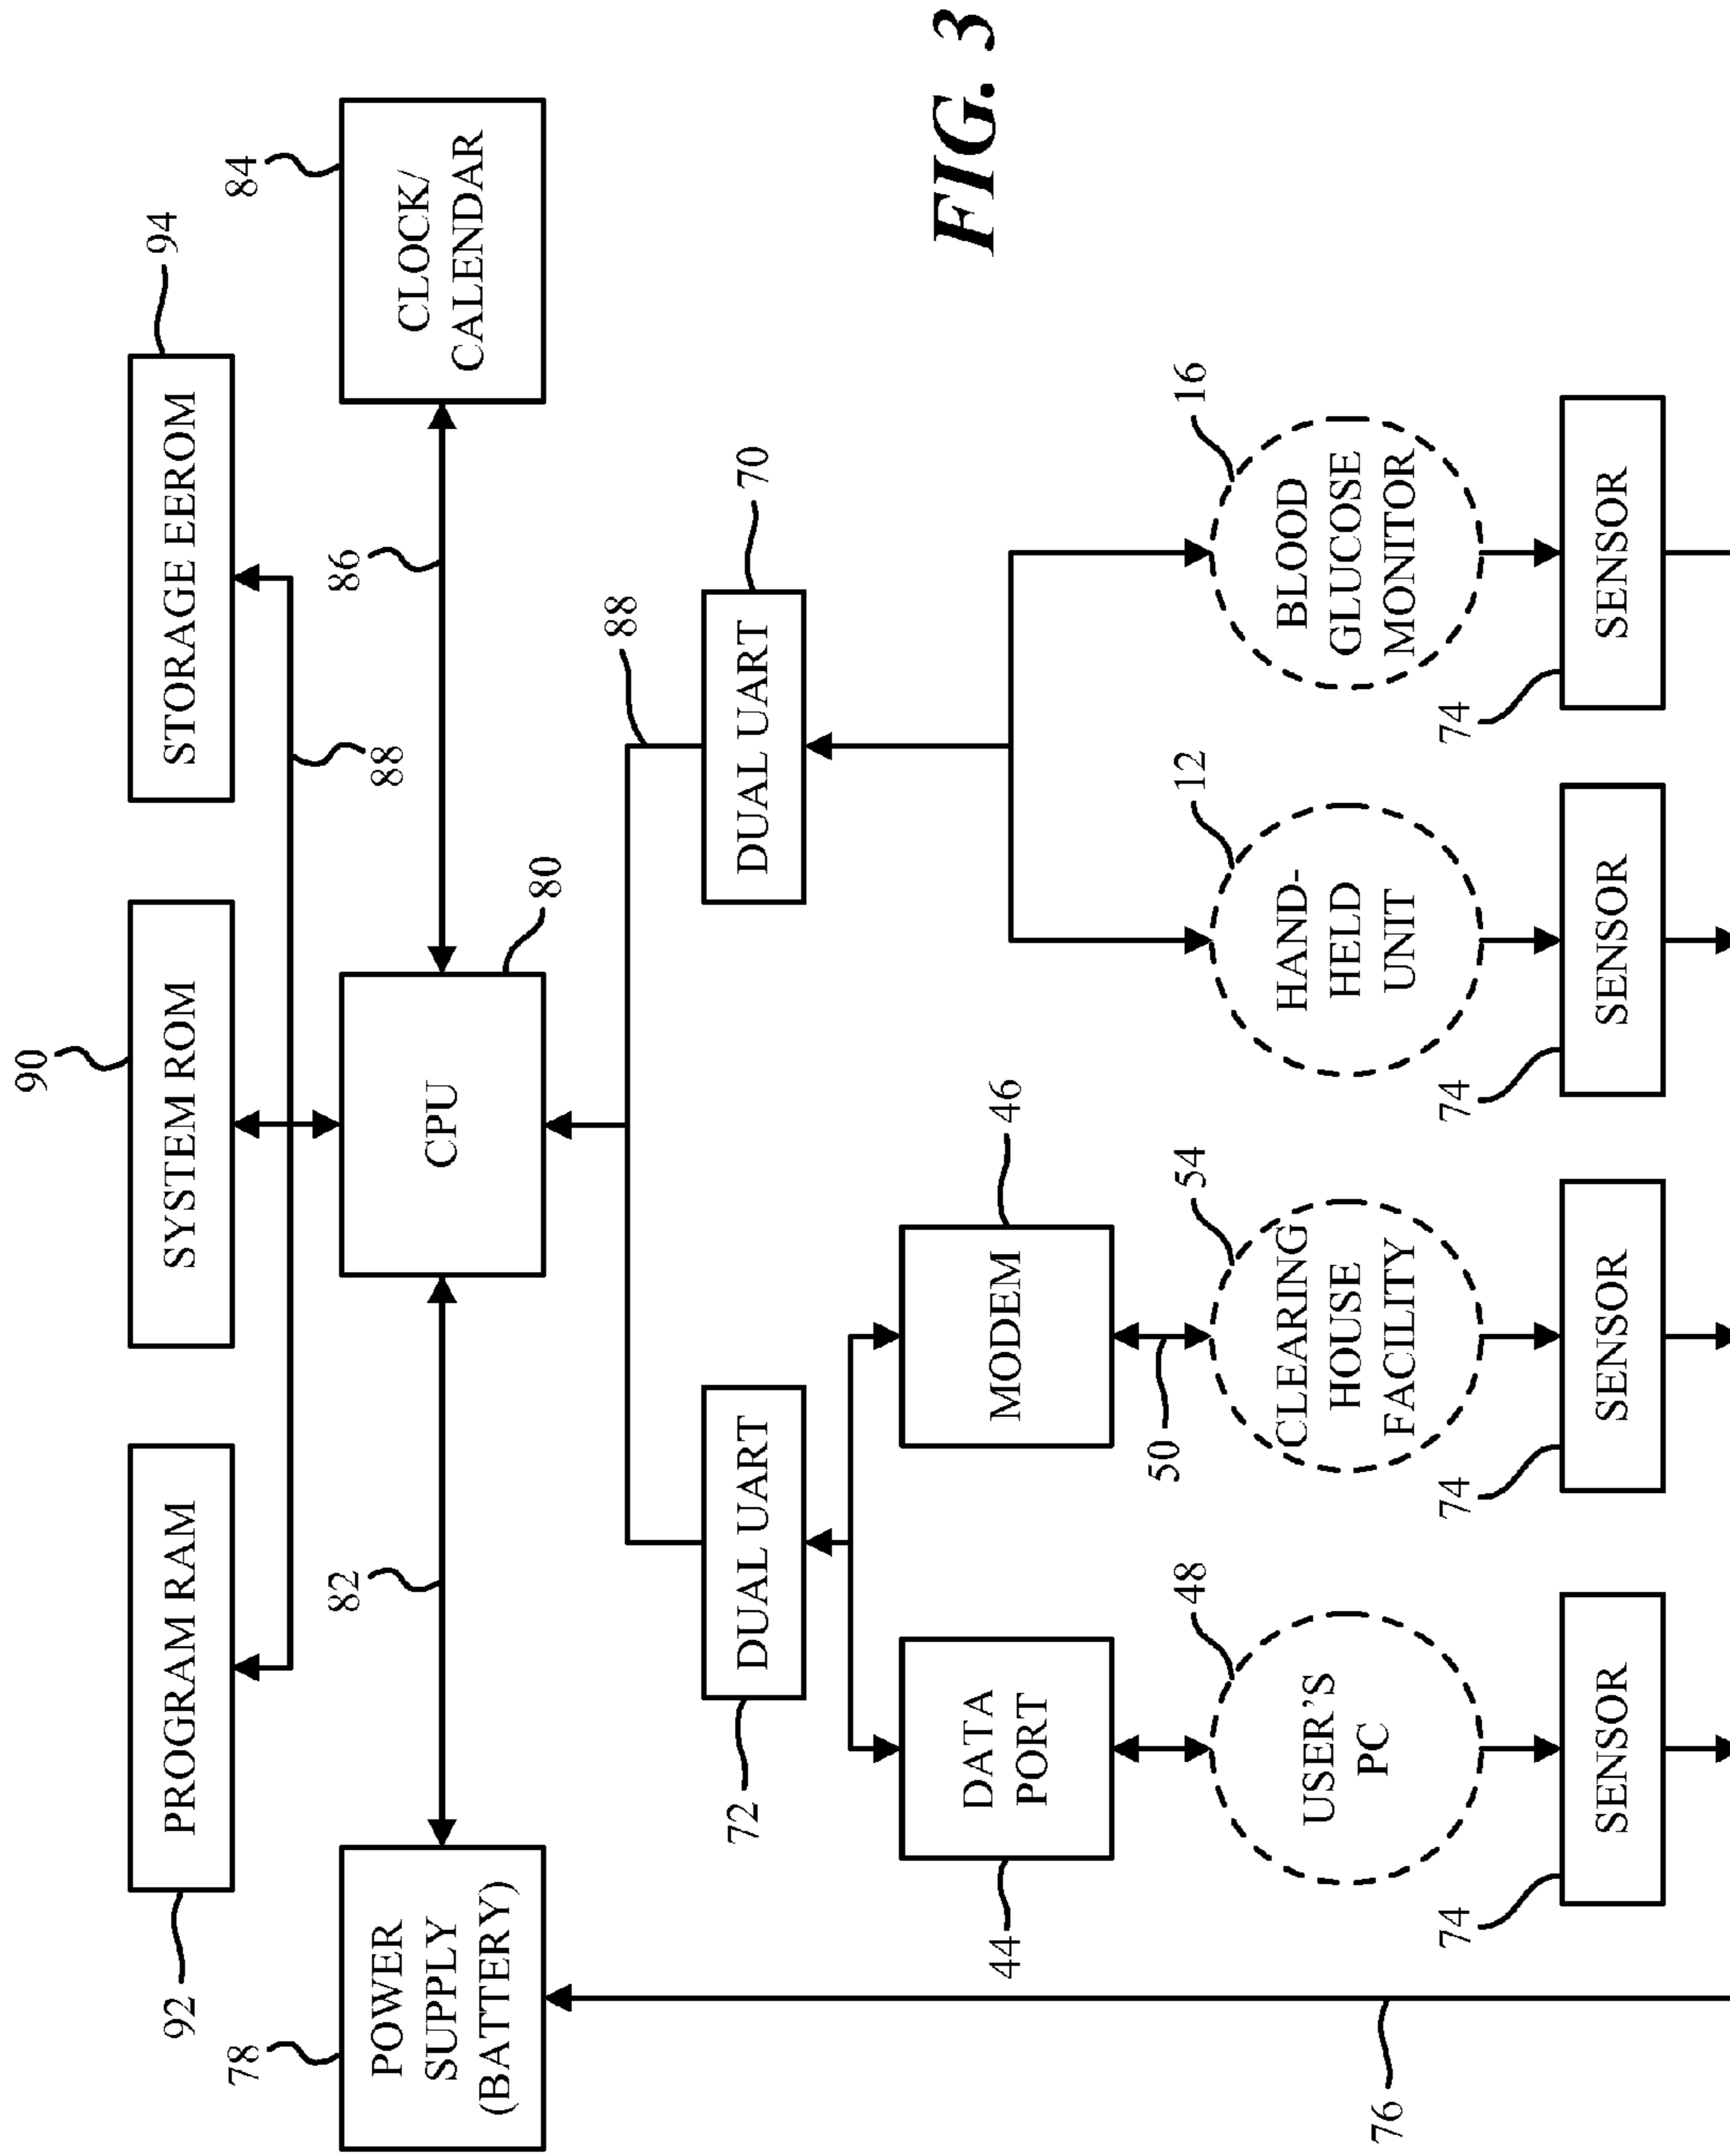 92
PROGRAM RAM
90
SYSTEM ROM
STORAGE EEROM
94
88
78
POWER
SUPPLY
(BATTERY)
82
CPU
80
86
CLOCK/
CALENDAR
84
88
72
DUAL UART
DUAL UART
70
44
DATA
PORT
MODEM
46
50
FIG. 3
USER'S
PC
48
CLEARING
HOUSE
FACILITY
54
HAND-
HELD
UNIT
12
BLOOD
GLUCOSE
MONITOR
16
76
74
SENSOR
74
SENSOR
74
SENSOR
74
SENSOR